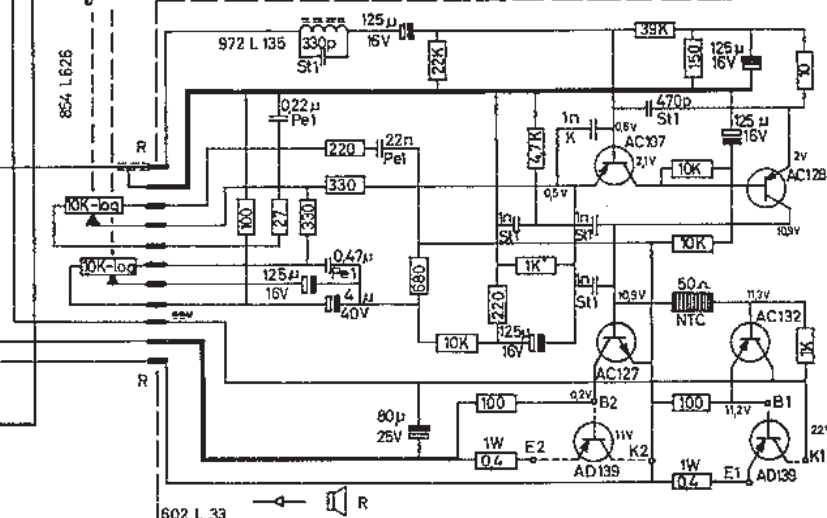 972 L 135
330p
St1
125µ
16V
22K
39K
150
125µ
16V
10
854 L 626
0,22µ
Pe1
R
220
22n
Pe1
330
1n
K
0,6V
470p
St1
125µ
16V
AC137
2,1V
4,7K
10K
2V
AC128
0,5V
10K-log
100
27
330
1n
St1
1n
St1
10,9V
10K
10K-log
0,47µ
Pe1
125µ
16V
4µ
40V
680
1K*
220
1n
St1
10,9V
50Ω
NTC
11,3V
AC132
1K
10K
125µ
16V
AC127
R
80µ
25V
100
0,2V
B2
100
11,2V
B1
1W
0,4
E2
11V
K2
AD139
1W
0,4
E1
AD139
K1
602 L 33
R